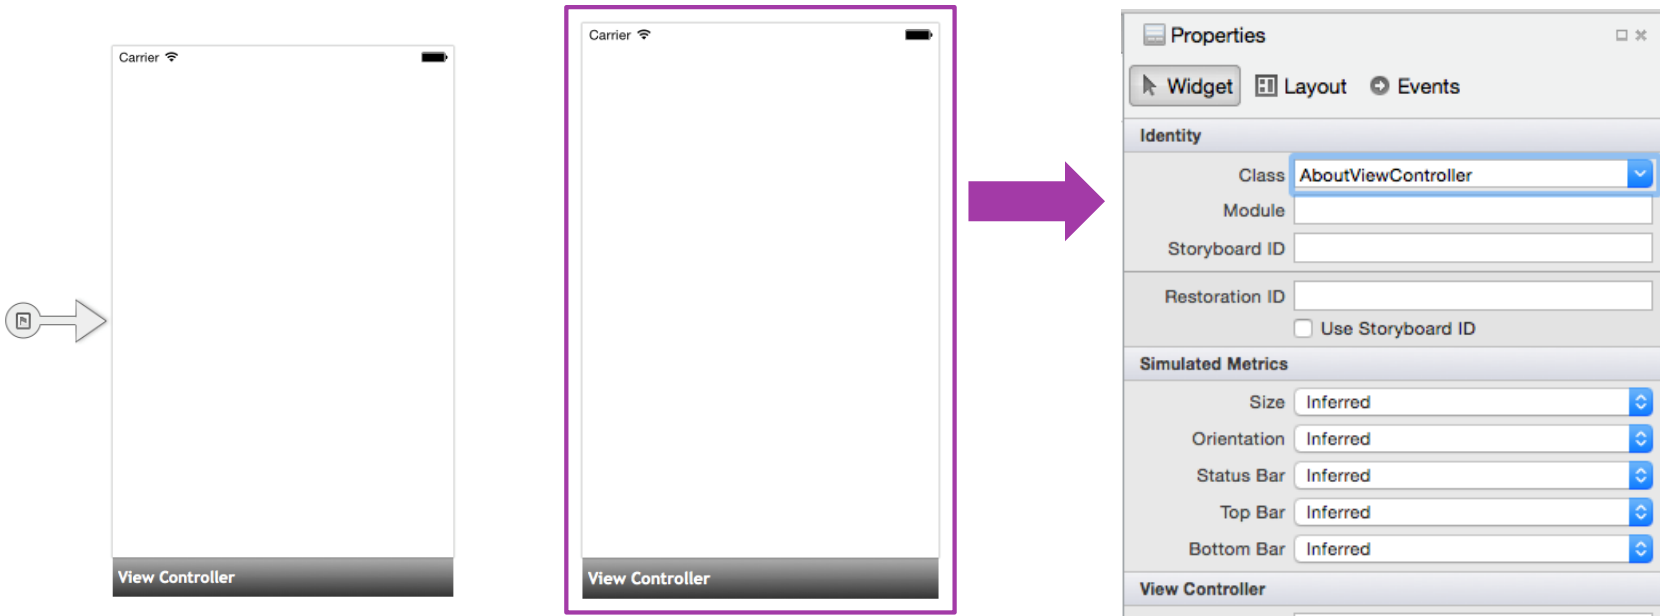 Carrier
View Controller
Carrier
View Controller
Properties
Widget Layout Events
Identity
Class AboutViewController
Module
Storyboard ID
Restoration ID
Use Storyboard ID
Simulated Metrics
Size Inferred
Orientation Inferred
Status Bar Inferred
Top Bar Inferred
Bottom Bar Inferred
View Controller